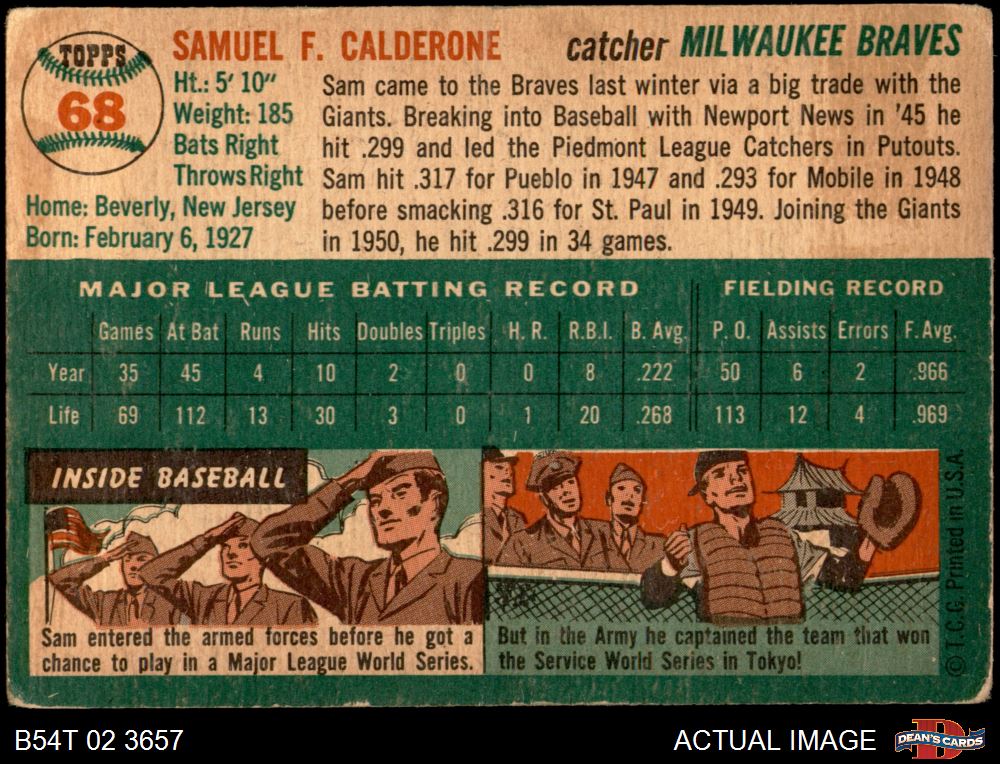 TOPPS
68
SAMUEL F. CALDERONE catcher MILWAUKEE BRAVES
Ht.: 5' 10"
Weight: 185
Bats Right
Throws Right
Home: Beverly, New Jersey
Born: February 6, 1927
Sam came to the Braves last winter via a big trade with the
Giants. Breaking into Baseball with Newport News in '45 he
hit .299 and led the Piedmont League Catchers in Putouts.
Sam hit .317 for Pueblo in 1947 and .293 for Mobile in 1948
before smacking .316 for St. Paul in 1949. Joining the Giants
in 1950, he hit .299 in 34 games.
MAJOR LEAGUE BATTING RECORD FIELDING RECORD
Games At Bat Runs Hits Doubles Triples H. R. R.B.I. B. Avg. P. O. Assists Errors F. Avg.
Year 35 45 4 10 2 0 0 8 .222 50 6 2 .966
Life 69 112 13 30 3 0 1 20 .268 113 12 4 .969
INSIDE BASEBALL
Sam entered the armed forces before he got a
chance to play in a Major League World Series.
But in the Army he captained the team that won
the Service World Series in Tokyo!
© T.C.G. Printed in U.S.A.
B54T 02 3657
ACTUAL IMAGE
DEAN'S CARDS